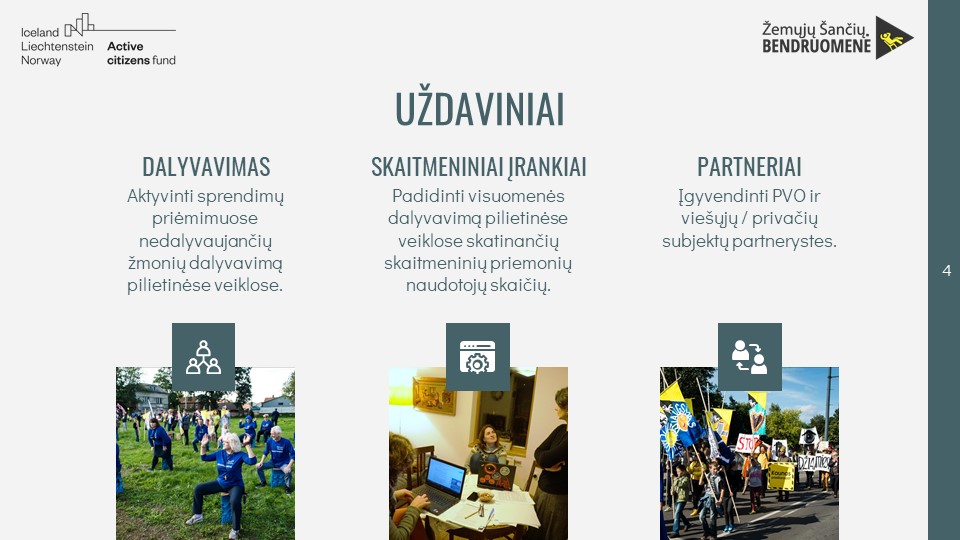 Iceland
Liechtenstein Active
Norway citizens fund
Žemųjų Šančių
BENDRUOMENĖ
UŽDAVINIAI
DALYVAVIMAS
Aktyvinti sprendimų
priėmimuose
nedalyvaujančių
žmonių dalyvavimą
pilietinėse veiklose.
SKAITMENINIAI ĮRANKIAI
Padidinti visuomenės
dalyvavimą pilietinėse
veiklose skatinančių
skaitmeninių priemonių
naudotojų skaičių.
PARTNERIAI
Įgyvendinti PVO ir
viešųjų / privačių
subjektų partnerystes.
4
STOP